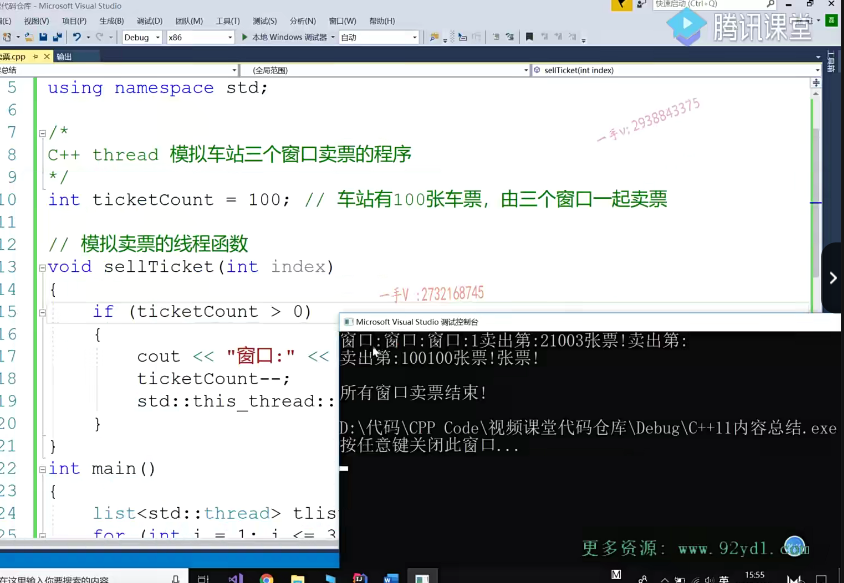 代码仓库 - Microsoft Visual Studio
快速启动 (Ctrl+Q)
视图(V) 项目(P) 生成(B) 调试(D) 团队(M) 工具(T) 测试(S) 分析(N) 窗口(W) 帮助(H)
腾讯课堂
Debug x86 本地 Windows 调试器 自动
.cpp 输出
总结 (全局范围) sellTicket(int index)
5 using namespace std;
6
7 /*
8 C++ thread 模拟车站三个窗口卖票的程序
9 */
10 int ticketCount = 100; // 车站有100张车票，由三个窗口一起卖票
11
12 // 模拟卖票的线程函数
13 void sellTicket(int index)
14 {
15 if (ticketCount > 0)
16 {
17 cout << "窗口:" <<
18 ticketCount--;
19 std::this_thread::
20 }
21 }
22 int main()
23 {
24 list<std::thread> tlis
25 for (int i = 1; i <= 3
一手v; 2938843375
一手V :2732168745
Microsoft Visual Studio 调试控制台
窗口:窗口:窗口:1卖出第:21003张票!卖出第:
卖出第:100100张票!张票!
所有窗口卖票结束!
D:\代码\CPP Code\视频课堂代码仓库\Debug\C++11内容总结.exe
按任意键关闭此窗口...
更多资源: www.92ydl.com
在这里输入你要搜索的内容
英
15:55